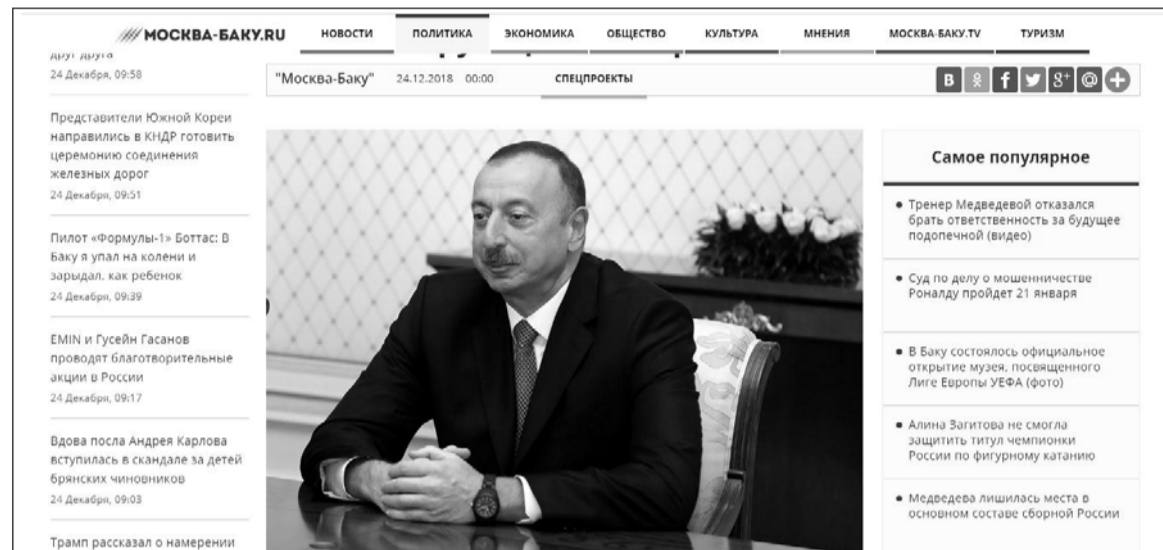 МОСКВА-БАКУ.RU
НОВОСТИ
ПОЛИТИКА
ЭКОНОМИКА
ОБЩЕСТВО
КУЛЬТУРА
МНЕНИЯ
МОСКВА-БАКУ.TV
ТУРИЗМ
друг друга
24 Декабря, 09:58
Представители Южной Кореи
направились в КНДР готовить
церемонию соединения
железных дорог
24 Декабря, 09:51
Пилот «Формулы-1» Боттас: В
Баку я упал на колени и
зарыдал, как ребенок
24 Декабря, 09:39
EMIN и Гусейн Гасанов
проводят благотворительные
акции в России
24 Декабря, 09:17
Вдова посла Андрея Карлова
вступилась в скандале за детей
брянских чиновников
24 Декабря, 09:03
Трамп рассказал о намерении
"Москва-Баку" 24.12.2018 00:00 СПЕЦПРОЕКТЫ
Самое популярное
Тренер Медведевой отказался
брать ответственность за будущее
подопечной (видео)
Суд по делу о мошенничестве
Роналду пройдет 21 января
В Баку состоялось официальное
открытие музея, посвященного
Лиге Европы УЕФА (фото)
Алина Загитова не смогла
защитить титул чемпионки
России по фигурному катанию
Медведева лишилась места в
основном составе сборной России